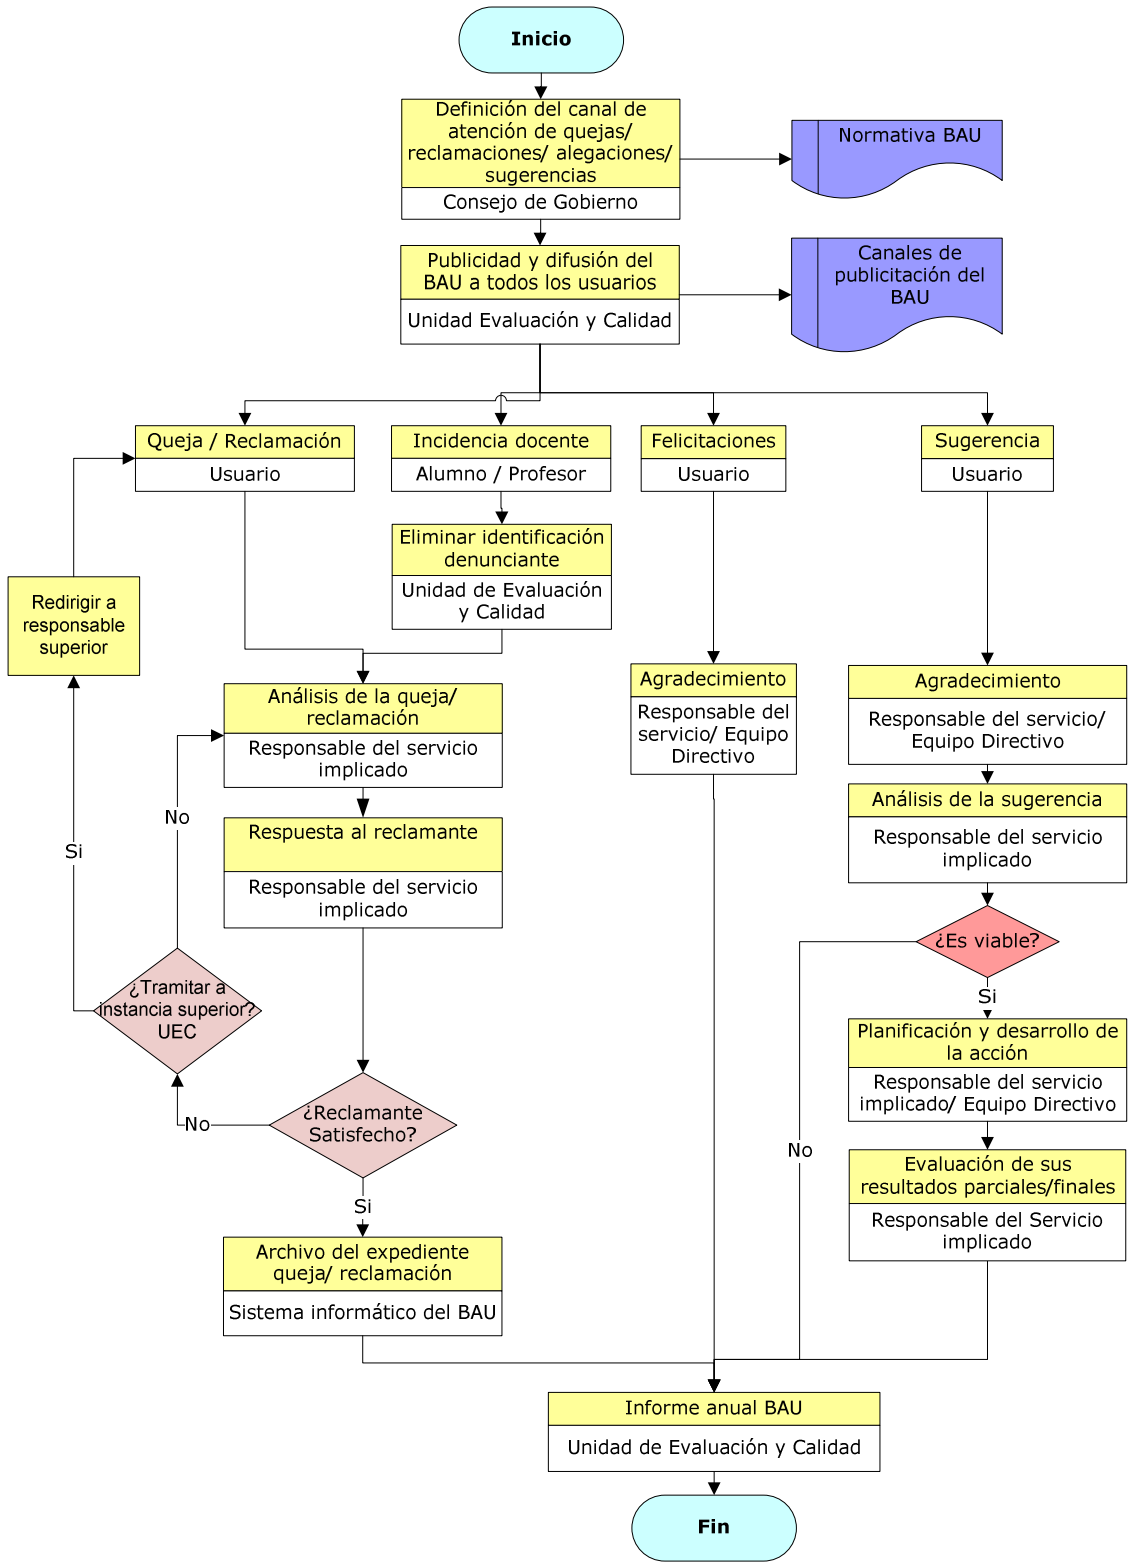 Inicio
Definición del canal de
atención de quejas/
reclamaciones/ alegaciones/
sugerencias
Consejo de Gobierno
Normativa BAU
Publicidad y difusión del
BAU a todos los usuarios
Unidad Evaluación y Calidad
Canales de
publicitación del
BAU
Queja / Reclamación
Usuario
Incidencia docente
Alumno / Profesor
Felicitaciones
Usuario
Sugerencia
Usuario
Eliminar identificación
denunciante
Unidad de Evaluación
y Calidad
Redirigir a
responsable
superior
Análisis de la queja/
reclamación
Responsable del servicio
implicado
Agradecimiento
Responsable del
servicio/ Equipo
Directivo
Agradecimiento
Responsable del servicio/
Equipo Directivo
Análisis de la sugerencia
Responsable del servicio
implicado
No
Si
Respuesta al reclamante
Responsable del servicio
implicado
¿Es viable?
Si
¿Tramitar a
instancia superior?
UEC
Planificación y desarrollo de
la acción
Responsable del servicio
implicado/ Equipo Directivo
¿Reclamante
Satisfecho?
No
No
Si
Evaluación de sus
resultados parciales/finales
Responsable del Servicio
implicado
Archivo del expediente
queja/ reclamación
Sistema informático del BAU
Informe anual BAU
Unidad de Evaluación y Calidad
Fin